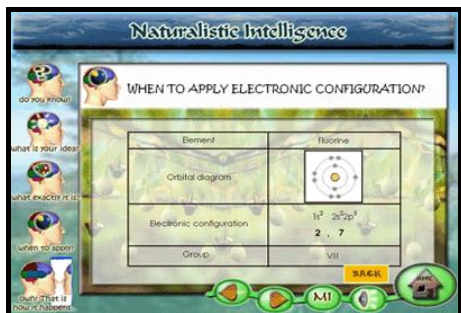 Naturalistic Intelligence
do you know?
what is your idea?
what exactly it is?
when to apply?
owh! That is
how it happens..
WHEN TO APPLY ELECTRONIC CONFIGURATION?
Element Fluorine
Orbital diagram
Electronic configuration 1s² 2s²2p⁵
2 . 7
Group VII
BACK
MI
HOME